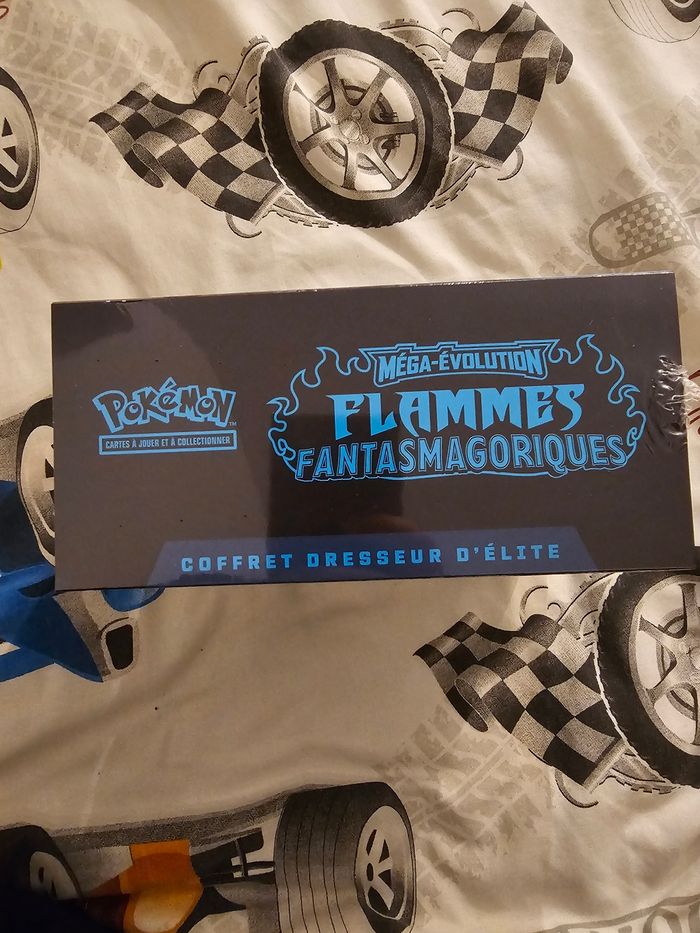 Pokémon
CARTES À JOUER ET À COLLECTIONNER
MÉGA-ÉVOLUTION
FLAMMES
FANTASMAGORIQUES
COFFRET DRESSEUR D'ÉLITE